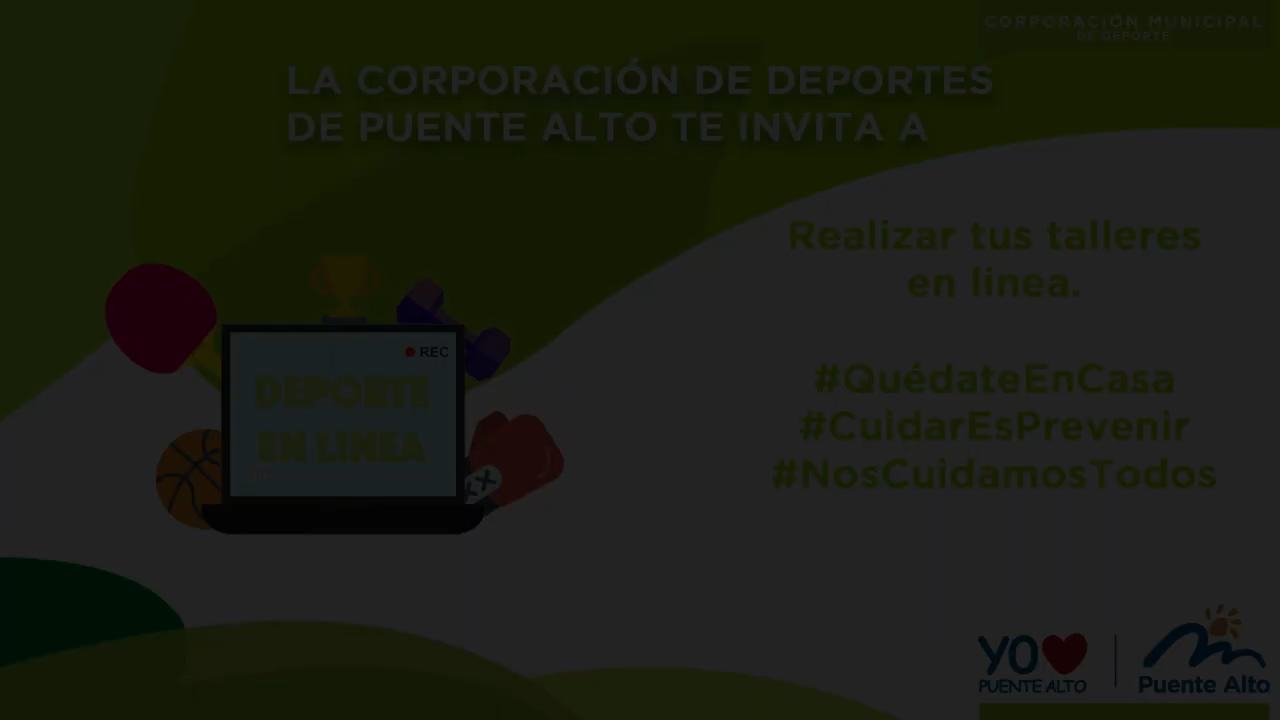 CORPORACIÓN MUNICIPAL
DE DEPORTE
LA CORPORACIÓN DE DEPORTES
DE PUENTE ALTO TE INVITA A
Realizar tus talleres
en linea.
#QuédateEnCasa
#CuidarEsPrevenir
#NosCuidamosTodos
REC
DEPORTE
EN LINEA
YO
PUENTE ALTO
Puente Alto